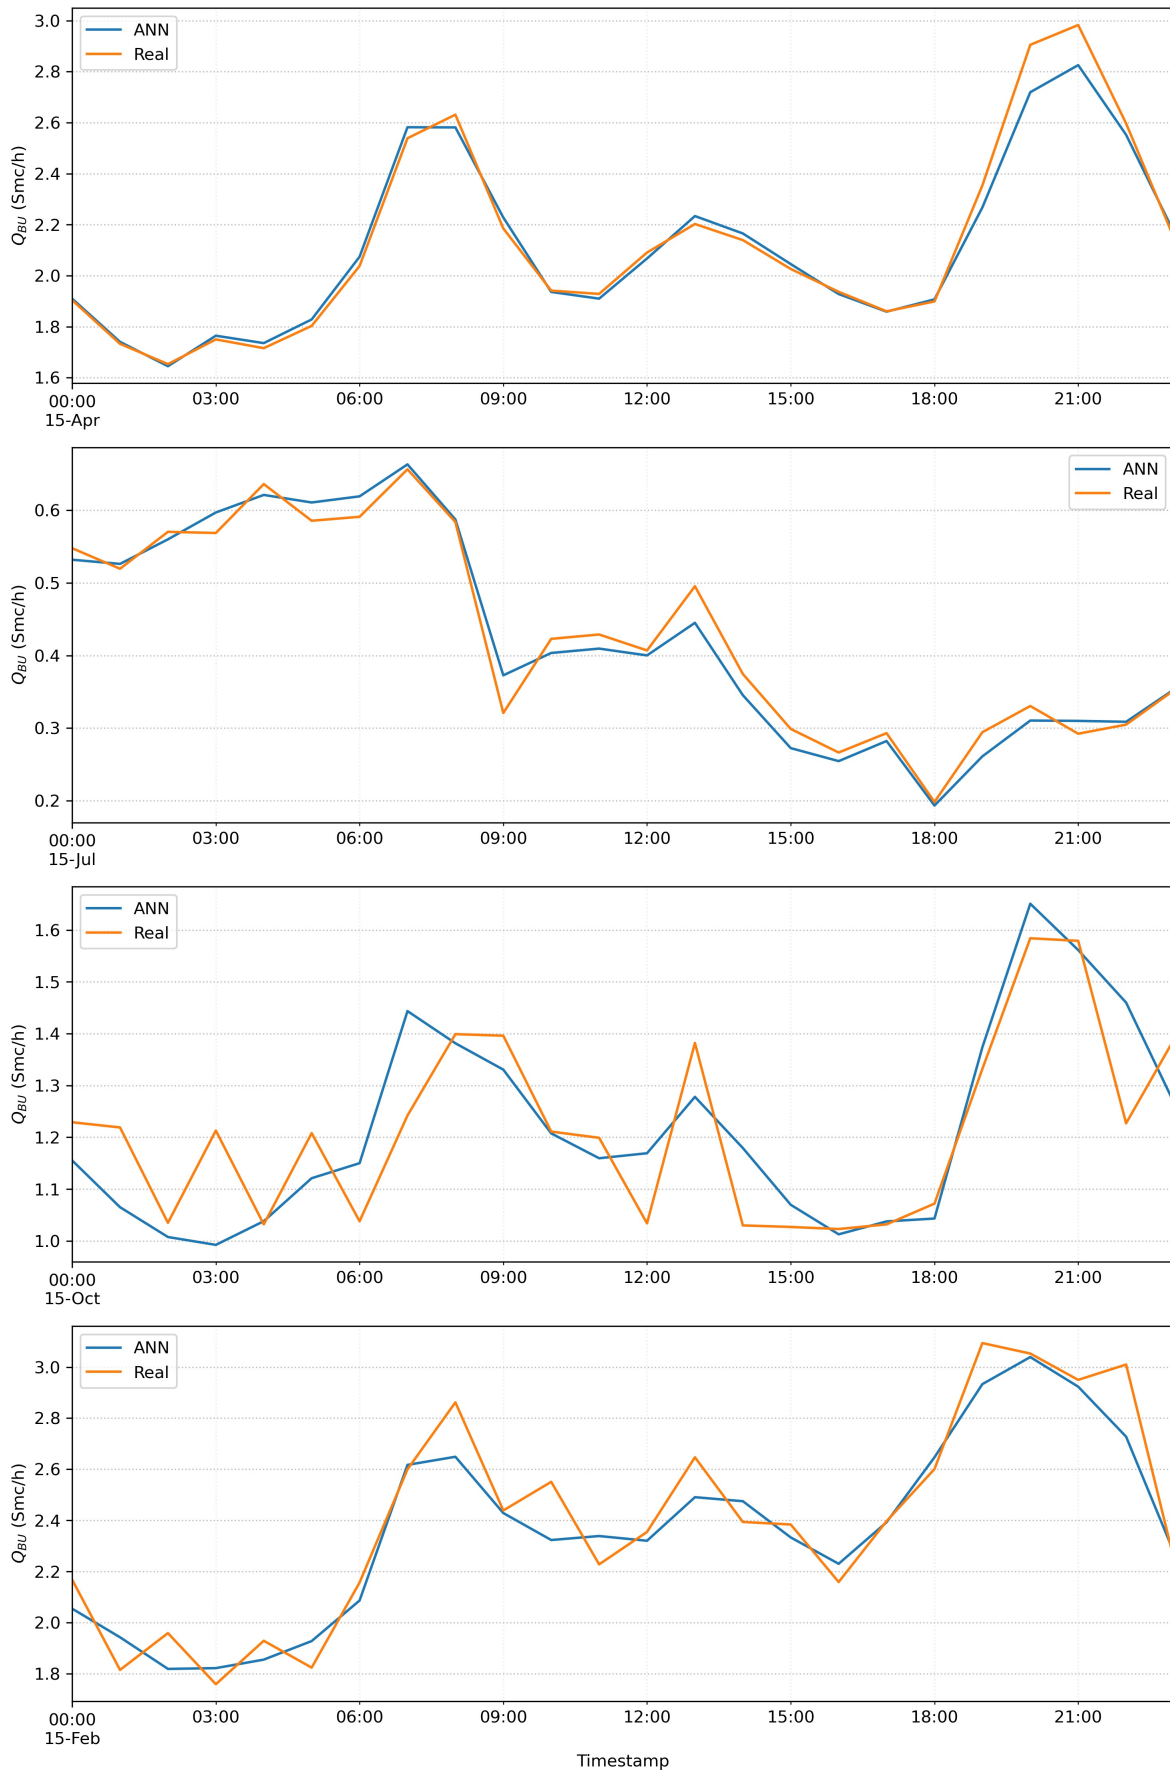 3.0
2.8
2.6
2.4
2.2
2.0
1.8
1.6
Q_BU (Smc/h)
ANN
Real
00:00 03:00 06:00 09:00 12:00 15:00 18:00 21:00
15-Apr
0.6
0.5
0.4
0.3
0.2
Q_BU (Smc/h)
ANN
Real
00:00 03:00 06:00 09:00 12:00 15:00 18:00 21:00
15-Jul
1.6
1.5
1.4
1.3
1.2
1.1
1.0
Q_BU (Smc/h)
ANN
Real
00:00 03:00 06:00 09:00 12:00 15:00 18:00 21:00
15-Oct
3.0
2.8
2.6
2.4
2.2
2.0
1.8
Q_BU (Smc/h)
ANN
Real
00:00 03:00 06:00 09:00 12:00 15:00 18:00 21:00
15-Feb
Timestamp